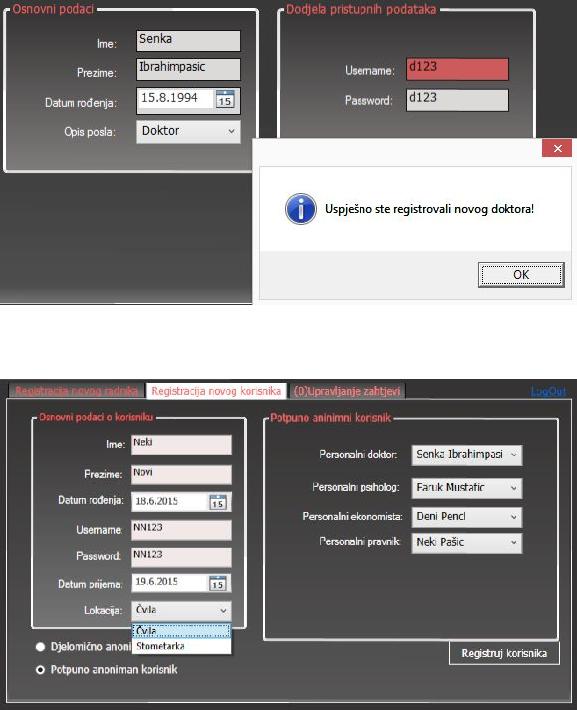 Osnovni podaci
Ime: Senka
Prezime: Ibrahimpasic
Datum rođenja: 15.8.1994 15
Opis posla: Doktor
Dodjela pristupnih podataka
Username: d123
Password: d123
Uspješno ste registrovali novog doktora!
OK
Registracija novog radnika Registracija novog korisnika (0)Upravljanje zahtjevi LogOut
Osnovni podaci o korisniku
Ime: Neki
Prezime: Novi
Datum rođenja: 18.6.2015 15
Username: NN123
Password: NN123
Datum prijema: 19.6.2015 15
Lokacija: Čvila
Čvila
Stometarka
Djelomično anoni
Potpuno anoniman korisnik
Potpuno aninimni korisnik
Personalni doktor: Senka Ibrahimpasi
Personalni psiholog: Faruk Mustafic
Personalni ekonomista: Deni Pencl
Personalni pravnik: Neki Pašic
Registruj korisnika